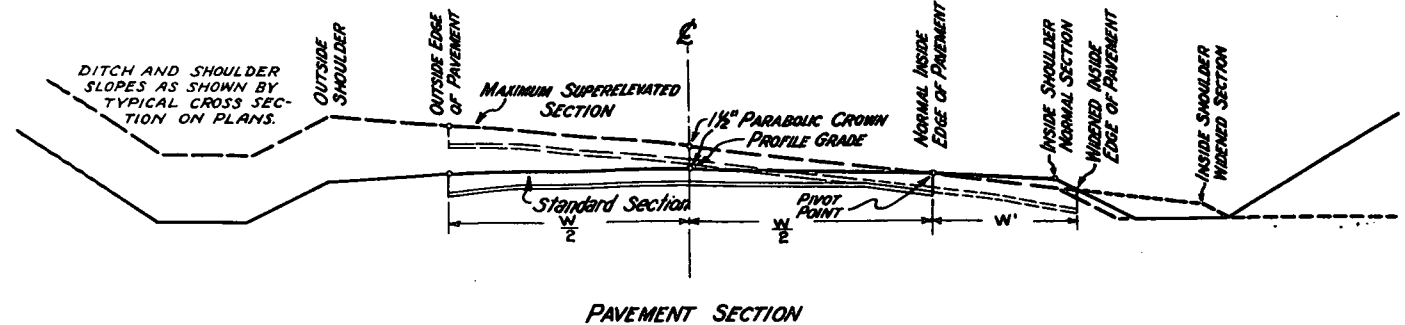 DITCH AND SHOULDER
SLOPES AS SHOWN BY
TYPICAL CROSS SEC-
TION ON PLANS.
OUTSIDE
SHOULDER
OUTSIDE EDGE
OF PAVEMENT
MAXIMUM SUPERELEVATED
SECTION
℄
1½" PARABOLIC CROWN
PROFILE GRADE
NORMAL INSIDE
EDGE OF PAVEMENT
INSIDE SHOULDER
NORMAL SECTION
WIDENED INSIDE
EDGE OF PAVEMENT
INSIDE SHOULDER
WIDENED SECTION
Standard Section
PIVOT
POINT
W/2
W/2
W'
PAVEMENT SECTION